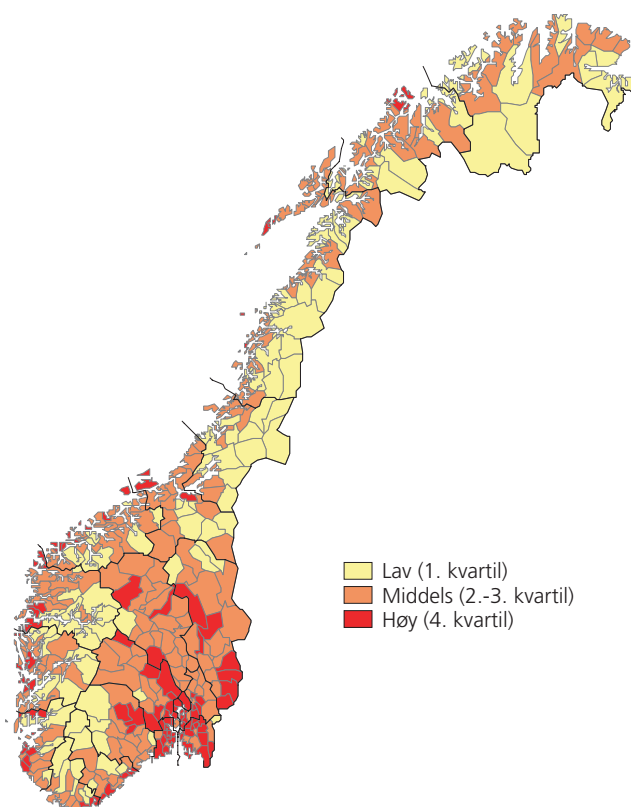 Lav (1. kvartil)
Middels (2.-3. kvartil)
Høy (4. kvartil)